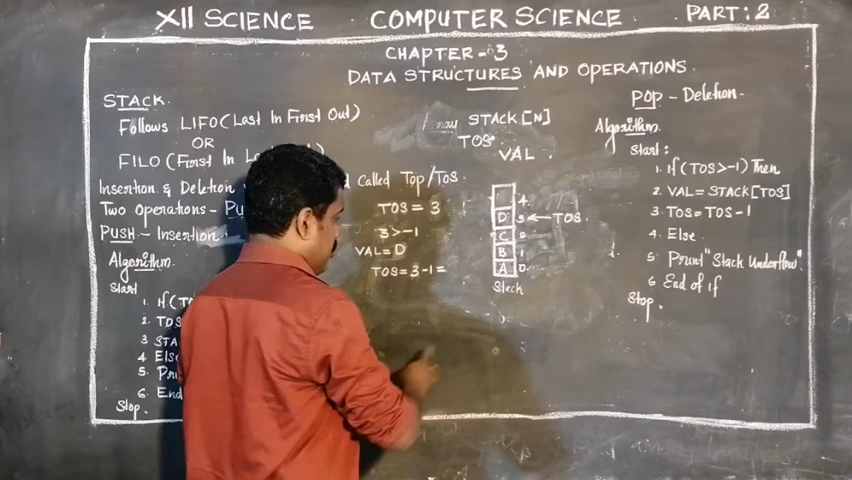 XII SCIENCE COMPUTER SCIENCE PART: 2
CHAPTER - 3
DATA STRUCTURES AND OPERATIONS
STACK.
Follows LIFO (Last In First Out)
OR
FILO (First In
Insertion & Deletion Called Top/TOS
Two Operations -
PUSH - Insertion
Algorithm.
Start
1. if (
2.
3
4 Else
5.
6. End
Stop.
Array STACK[N]
TOS
VAL
TOS = 3
3 > -1
VAL = D
TOS = 3-1 =
4
D 3 ← TOS
C 2
B 1
A 0
Stack
POP - Deletion.
Algorithm.
Start:
1. if (TOS > -1) Then
2. VAL = STACK[TOS]
3. TOS = TOS - 1
4. Else
5 Print "Stack Underflow"
6 End of if
Stop.